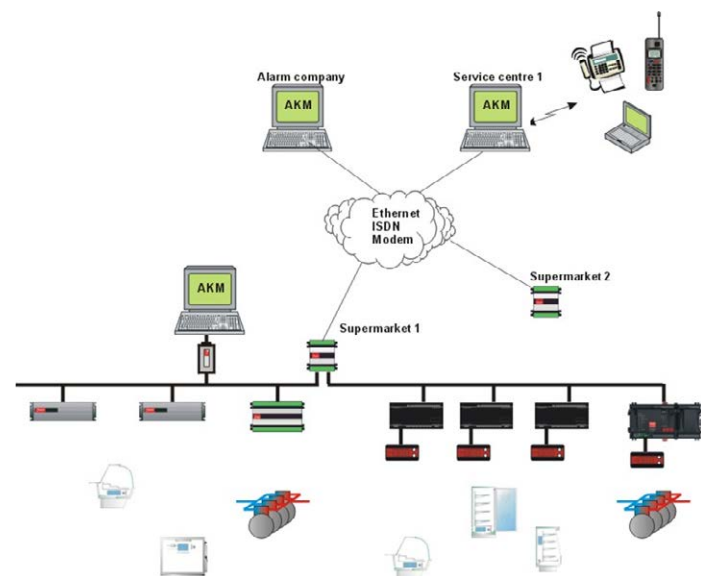 Alarm company
Service centre 1
AKM
AKM
Ethernet
ISDN
Modem
Supermarket 2
AKM
Supermarket 1